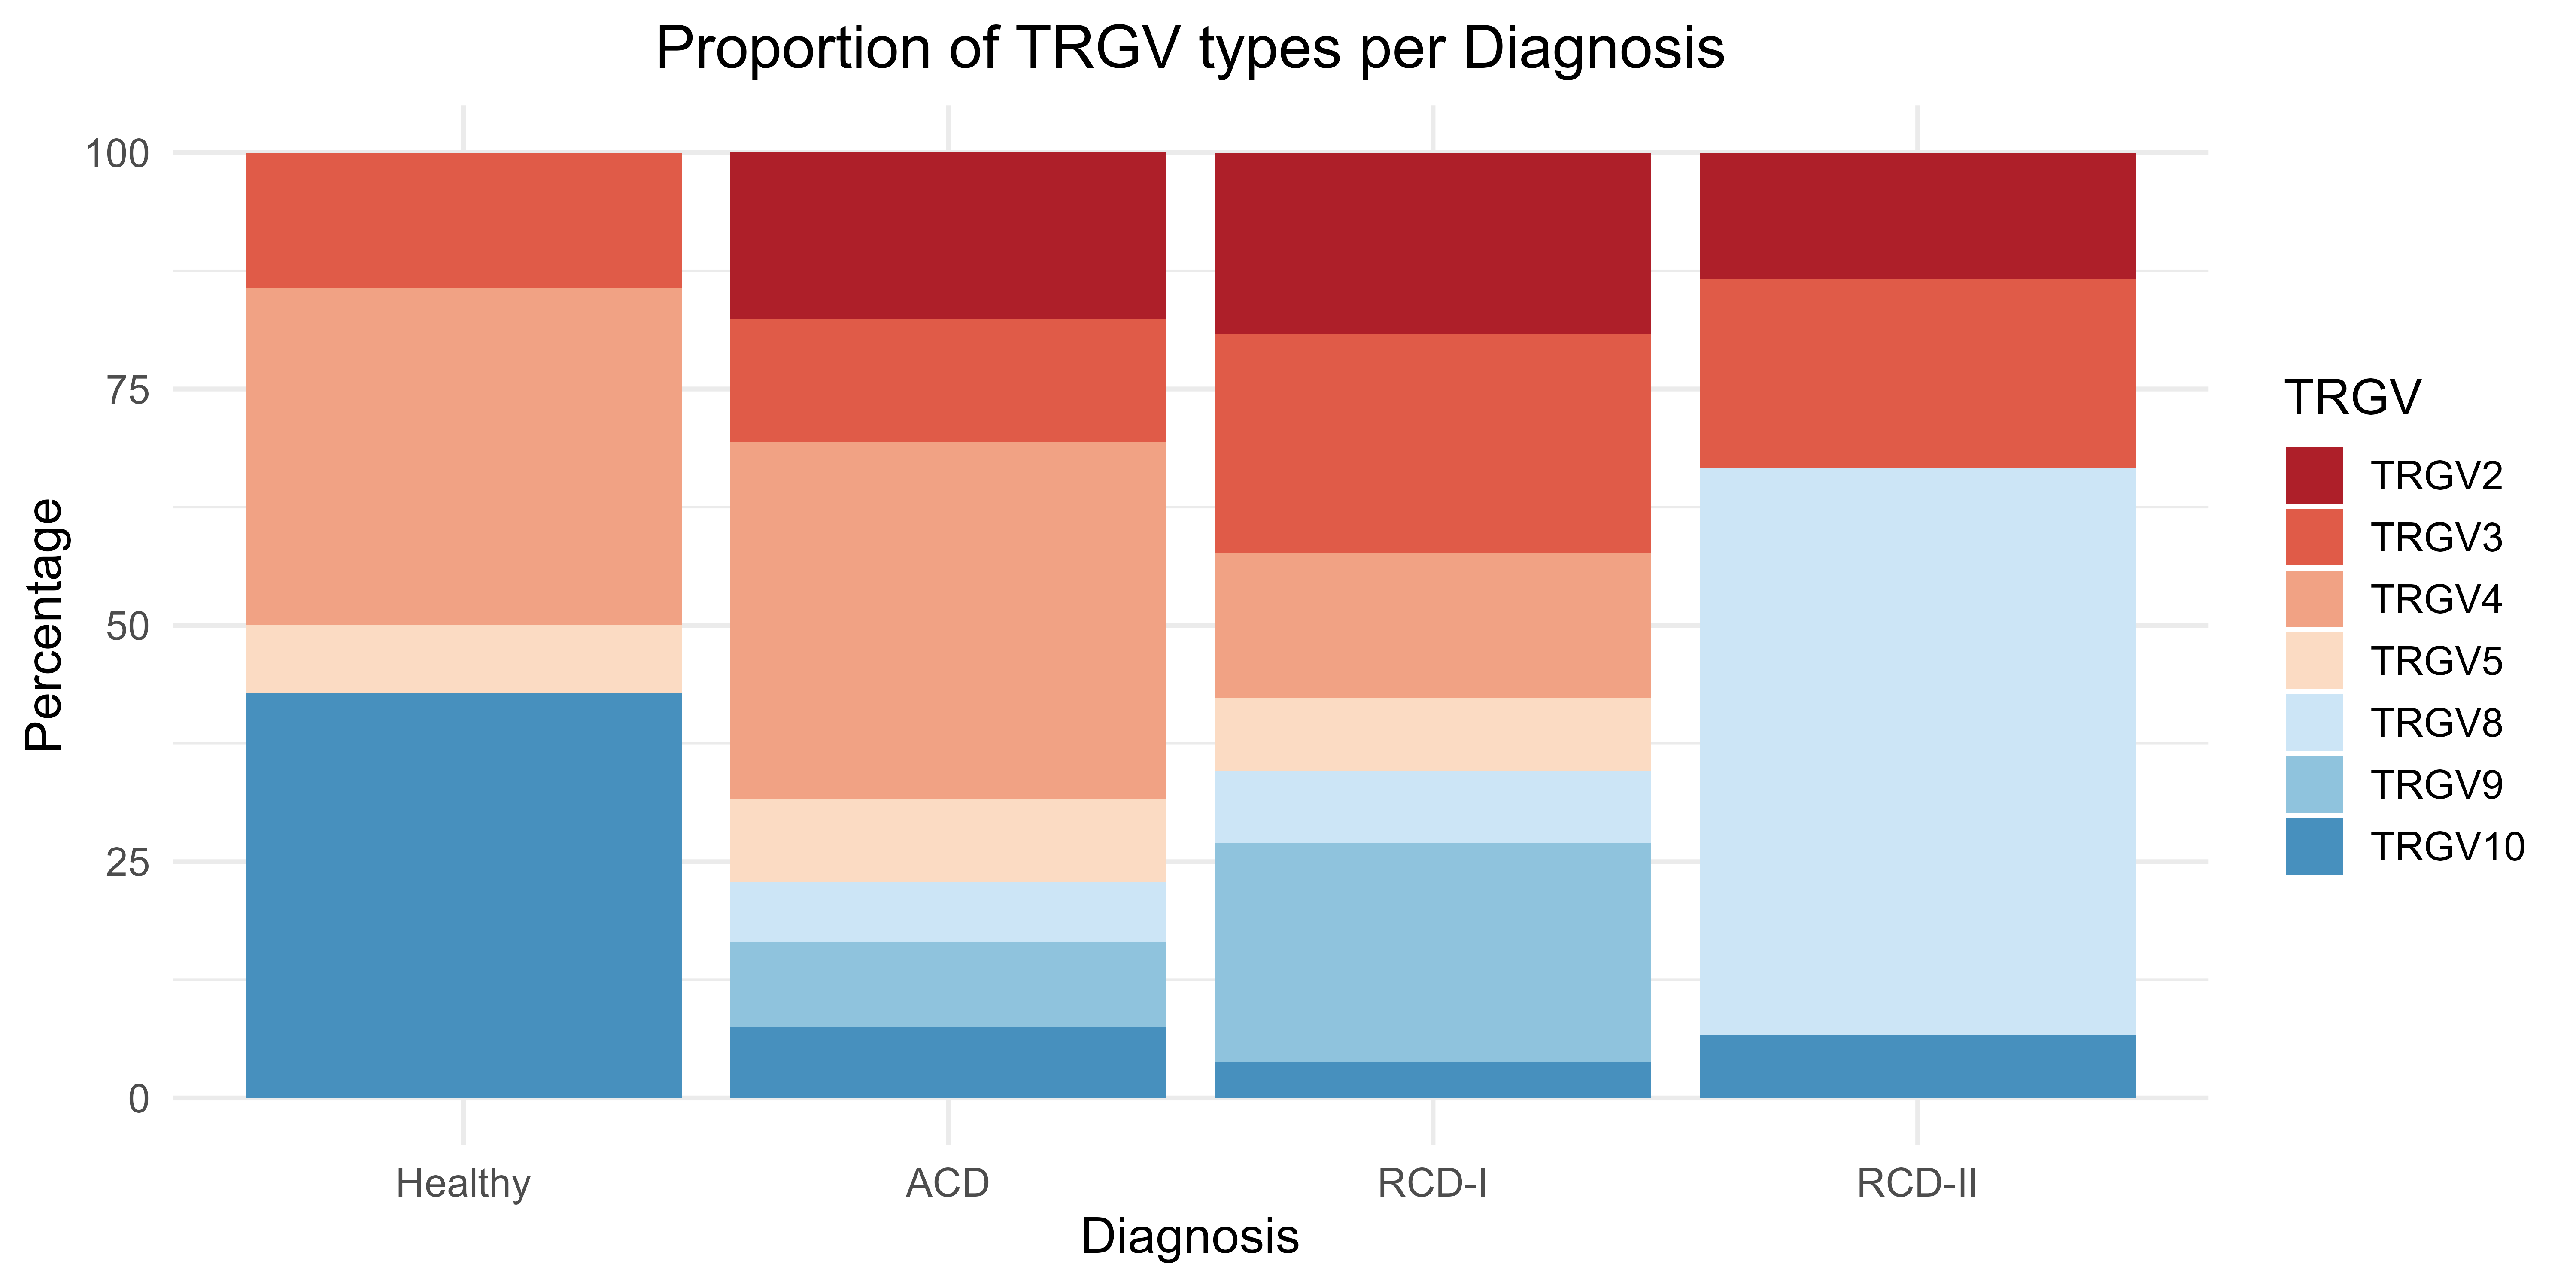 Proportion of TRGV types per Diagnosis
100
75
50
25
0
Percentage
Healthy
ACD
RCD-I
RCD-II
Diagnosis
TRGV
TRGV2
TRGV3
TRGV4
TRGV5
TRGV8
TRGV9
TRGV10